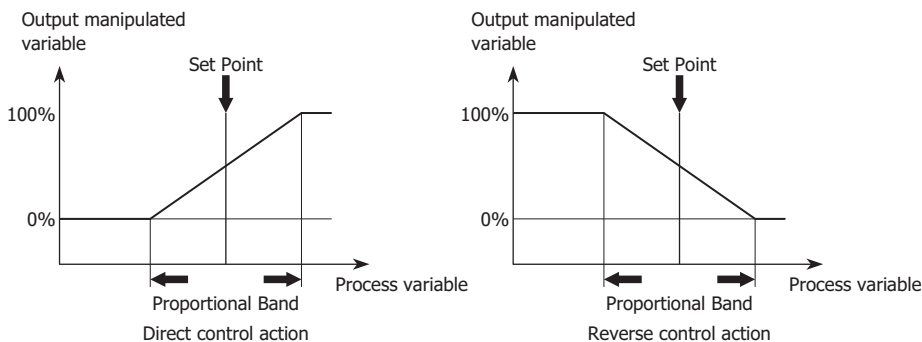 Output manipulated
variable
Set Point
100%
0%
Process variable
Proportional Band
Direct control action
Output manipulated
variable
Set Point
100%
0%
Process variable
Proportional Band
Reverse control action